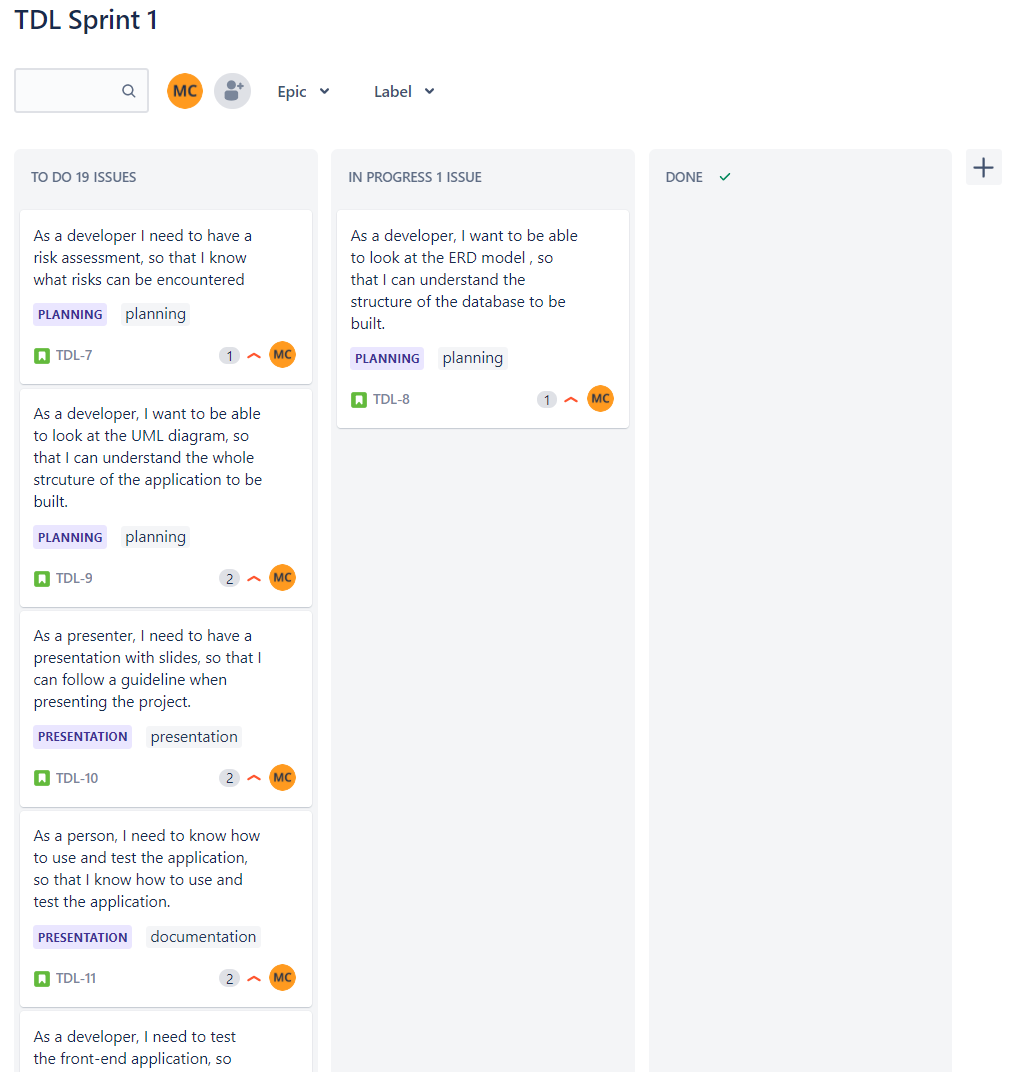 TDL Sprint 1
MC
Epic
Label
TO DO 19 ISSUES
As a developer I need to have a
risk assessment, so that I know
what risks can be encountered
PLANNING planning
TDL-7 1 MC
As a developer, I want to be able
to look at the UML diagram, so
that I can understand the whole
strcuture of the application to be
built.
PLANNING planning
TDL-9 2 MC
As a presenter, I need to have a
presentation with slides, so that I
can follow a guideline when
presenting the project.
PRESENTATION presentation
TDL-10 2 MC
As a person, I need to know how
to use and test the application,
so that I know how to use and
test the application.
PRESENTATION documentation
TDL-11 2 MC
As a developer, I need to test
the front-end application, so
IN PROGRESS 1 ISSUE
As a developer, I want to be able
to look at the ERD model , so
that I can understand the
structure of the database to be
built.
PLANNING planning
TDL-8 1 MC
DONE